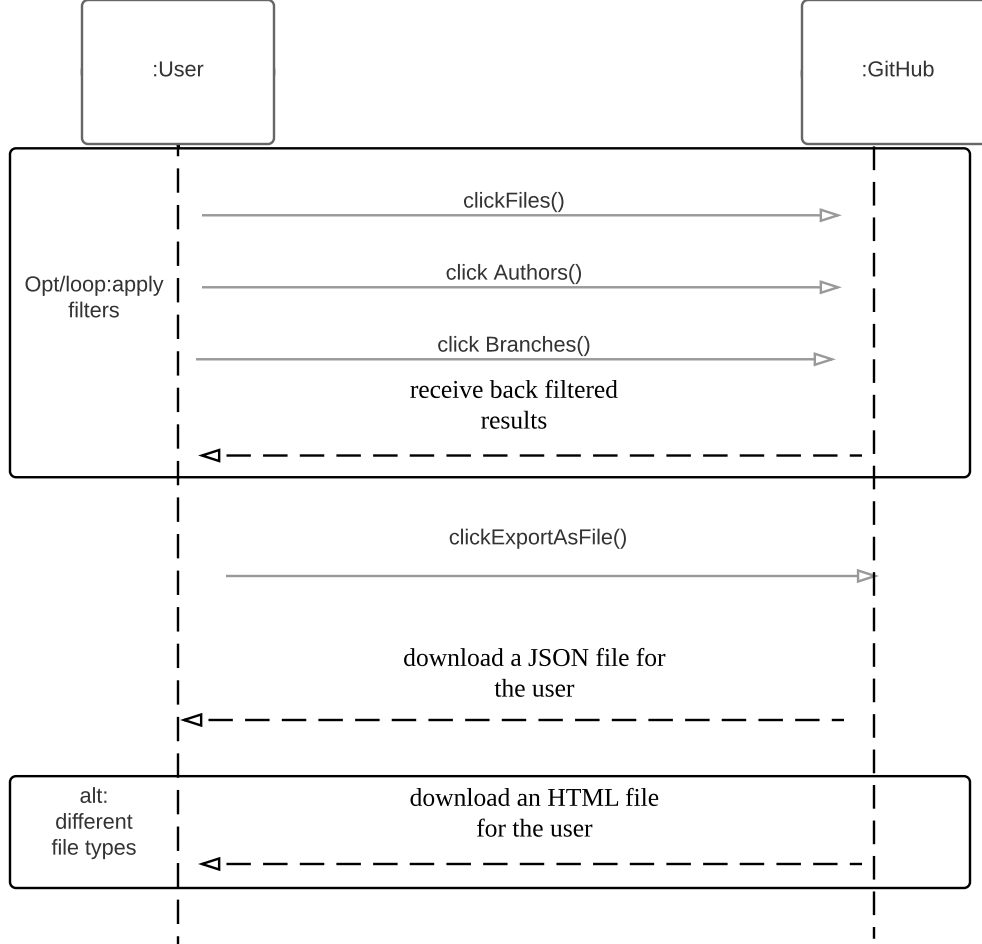 :User
:GitHub
clickFiles()
click Authors()
Opt/loop:apply
filters
click Branches()
receive back filtered
results
clickExportAsFile()
download a JSON file for
the user
alt:
different
file types
download an HTML file
for the user